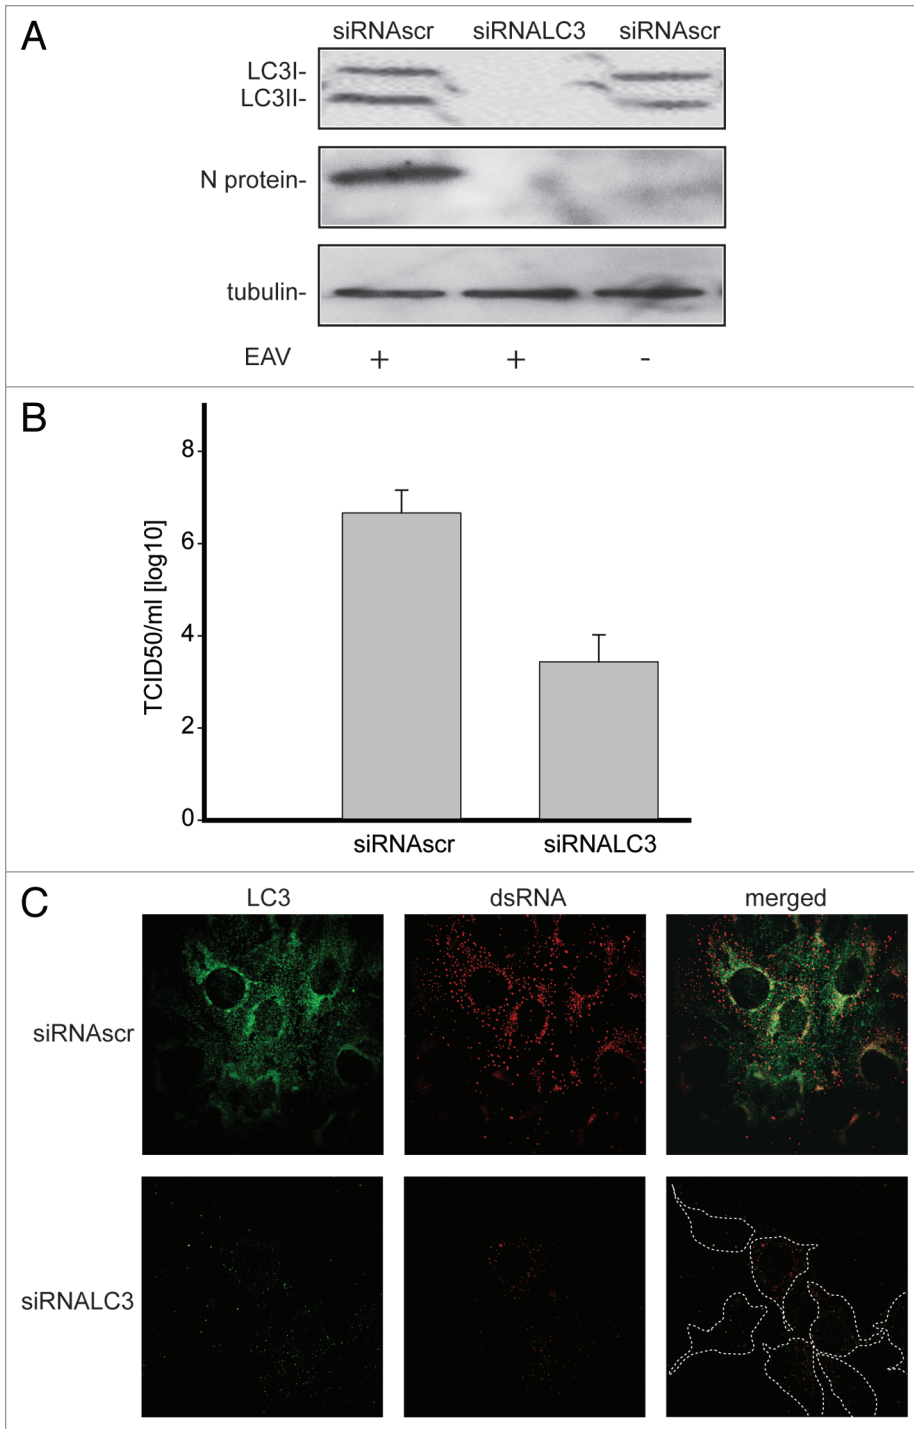 A
siRNAscr siRNALC3 siRNAscr
LC3I-
LC3II-
N protein-
tubulin-
EAV + + -
B
TCID50/ml [log10]
8
6
4
2
0
siRNAscr siRNALC3
C
LC3 dsRNA merged
siRNAscr
siRNALC3